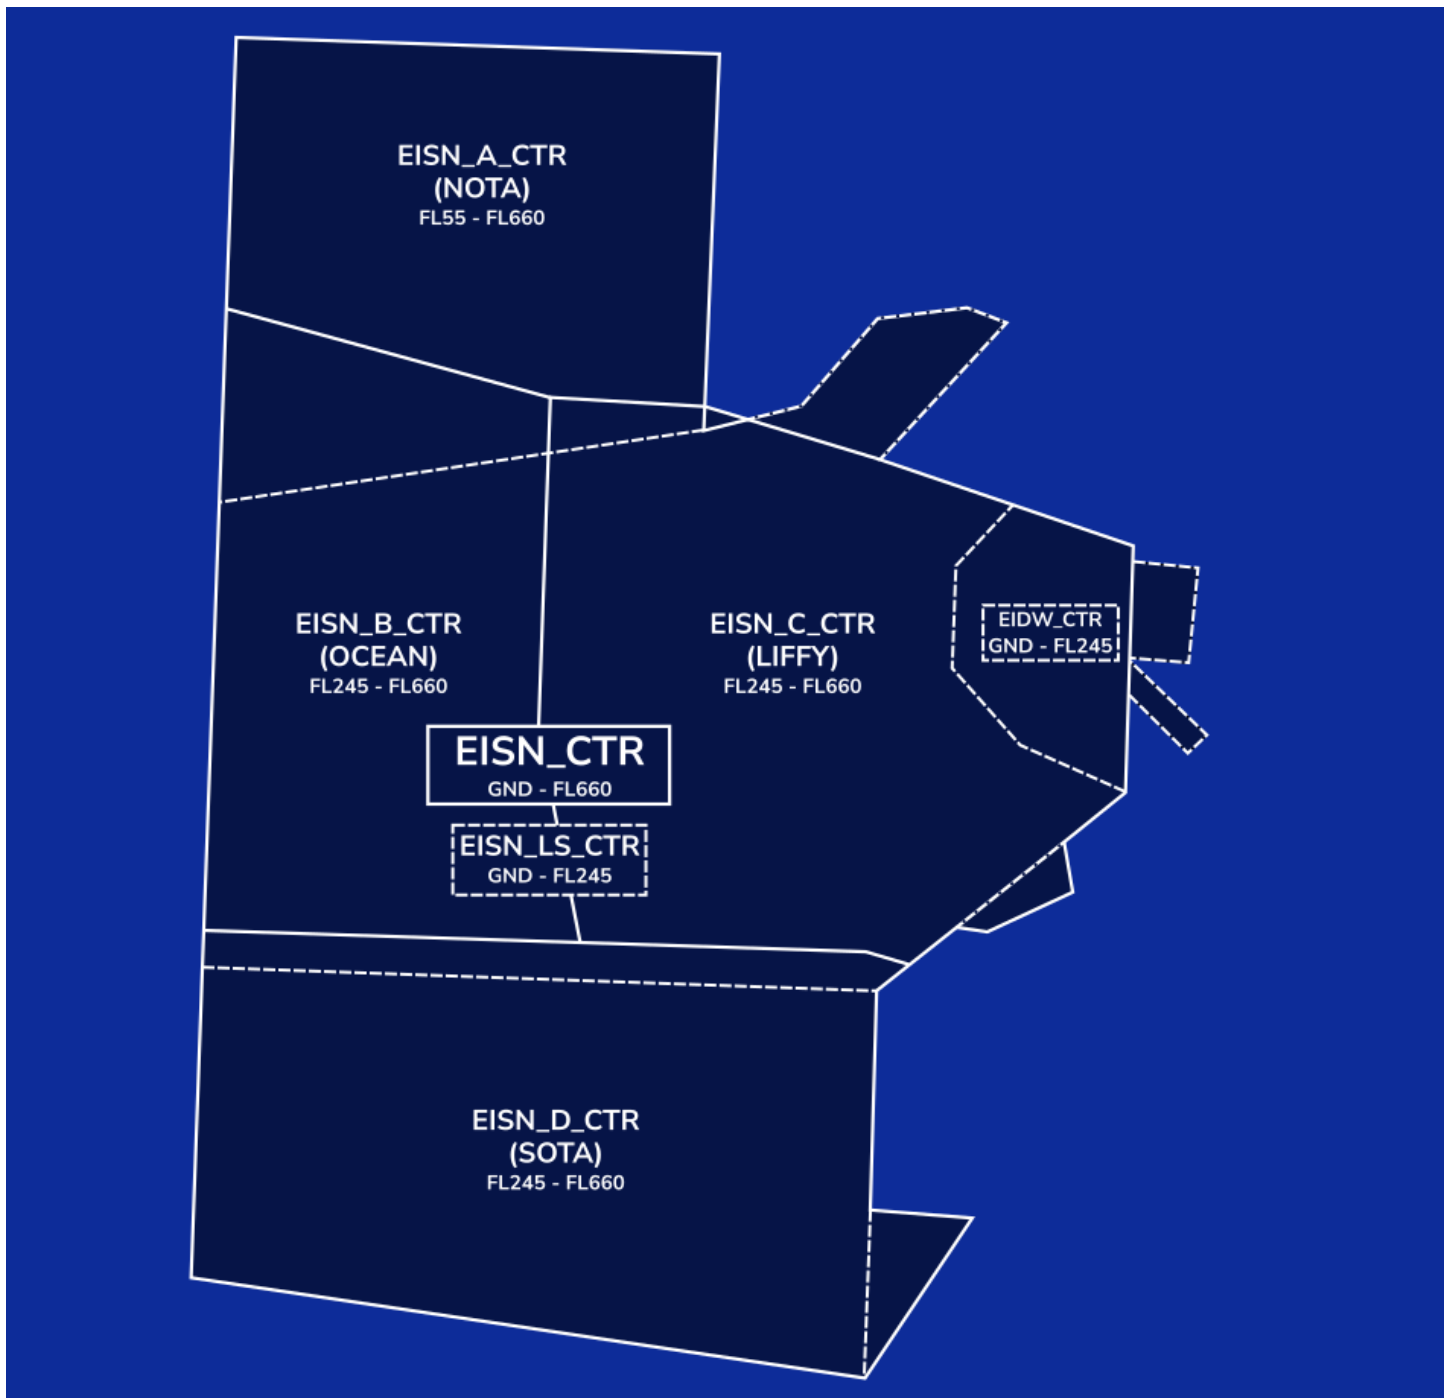 EISN_A_CTR
(NOTA)
FL55 - FL660
EISN_B_CTR
(OCEAN)
FL245 - FL660
EISN_C_CTR
(LIFFY)
FL245 - FL660
EIDW_CTR
GND - FL245
EISN_CTR
GND - FL660
EISN_LS_CTR
GND - FL245
EISN_D_CTR
(SOTA)
FL245 - FL660